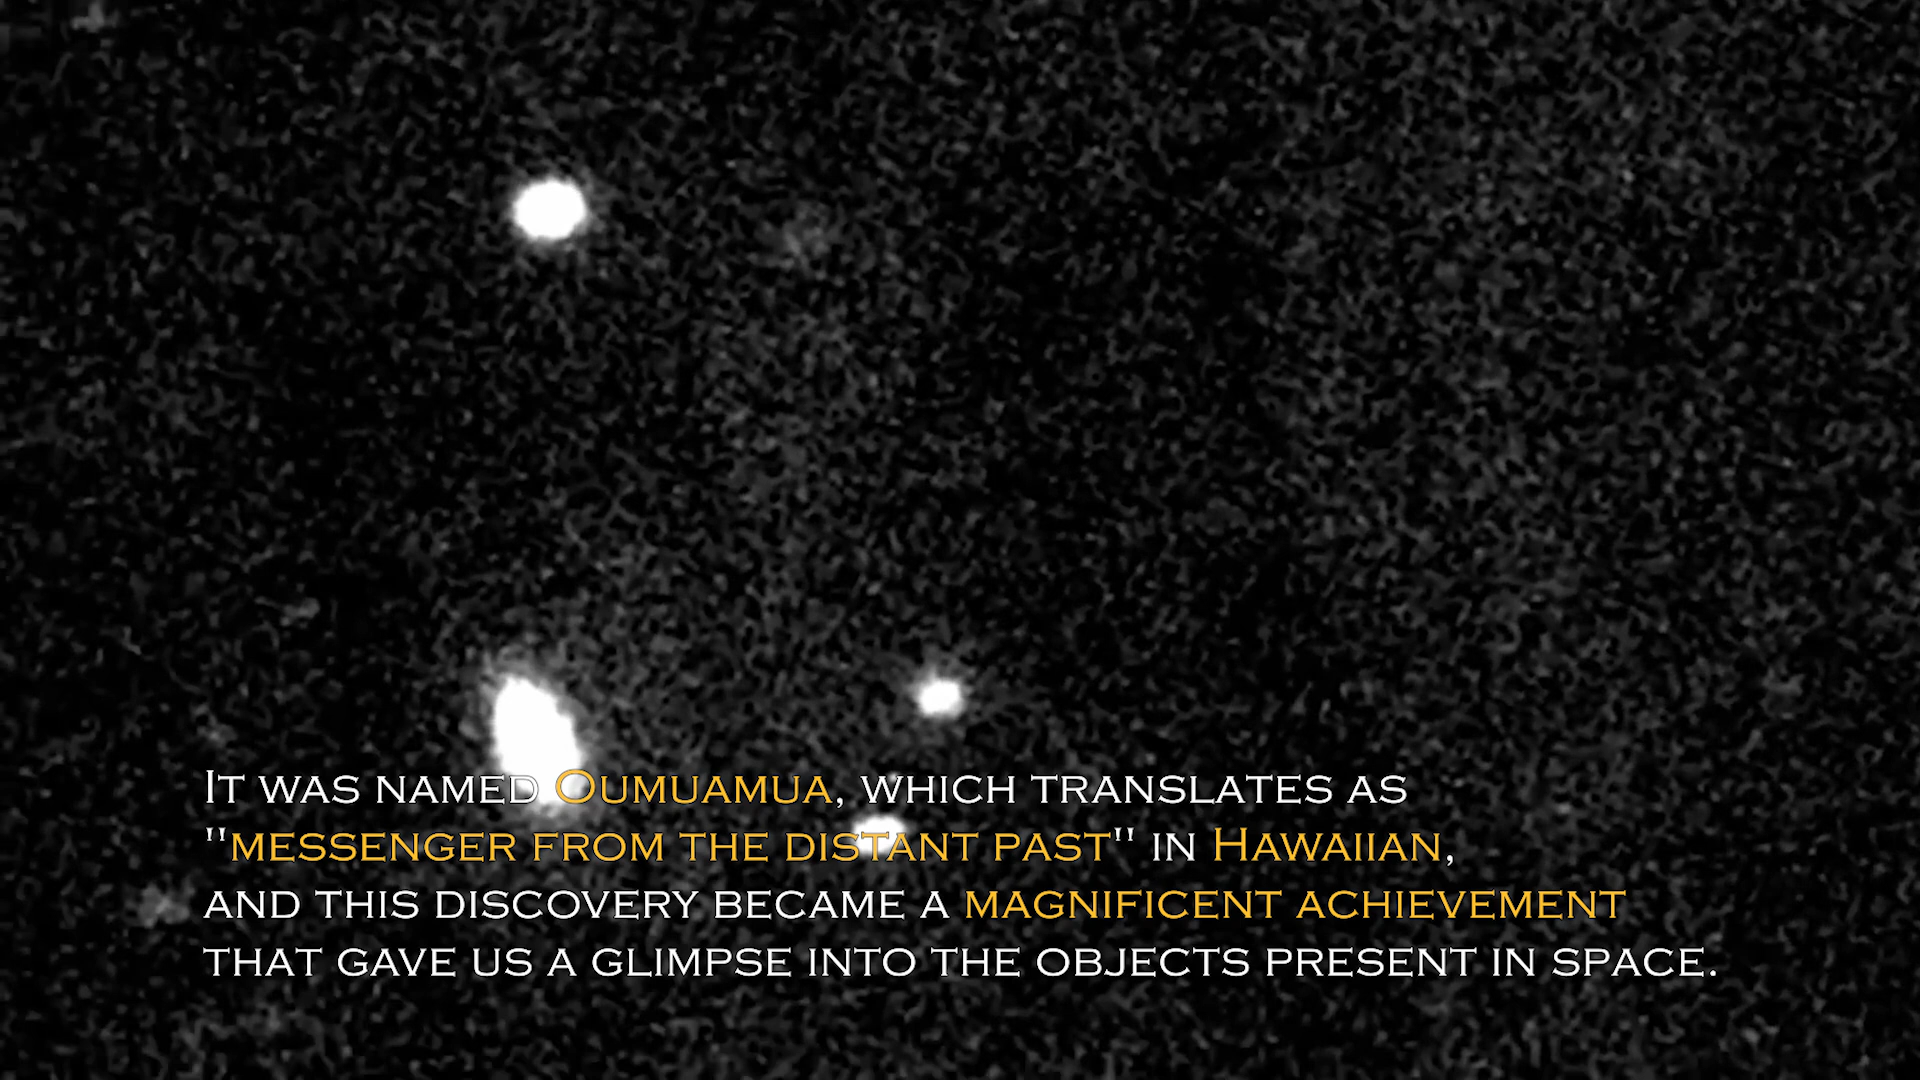 It was named Oumuamua, which translates as
"messenger from the distant past" in Hawaiian,
and this discovery became a magnificent achievement
that gave us a glimpse into the objects present in space.